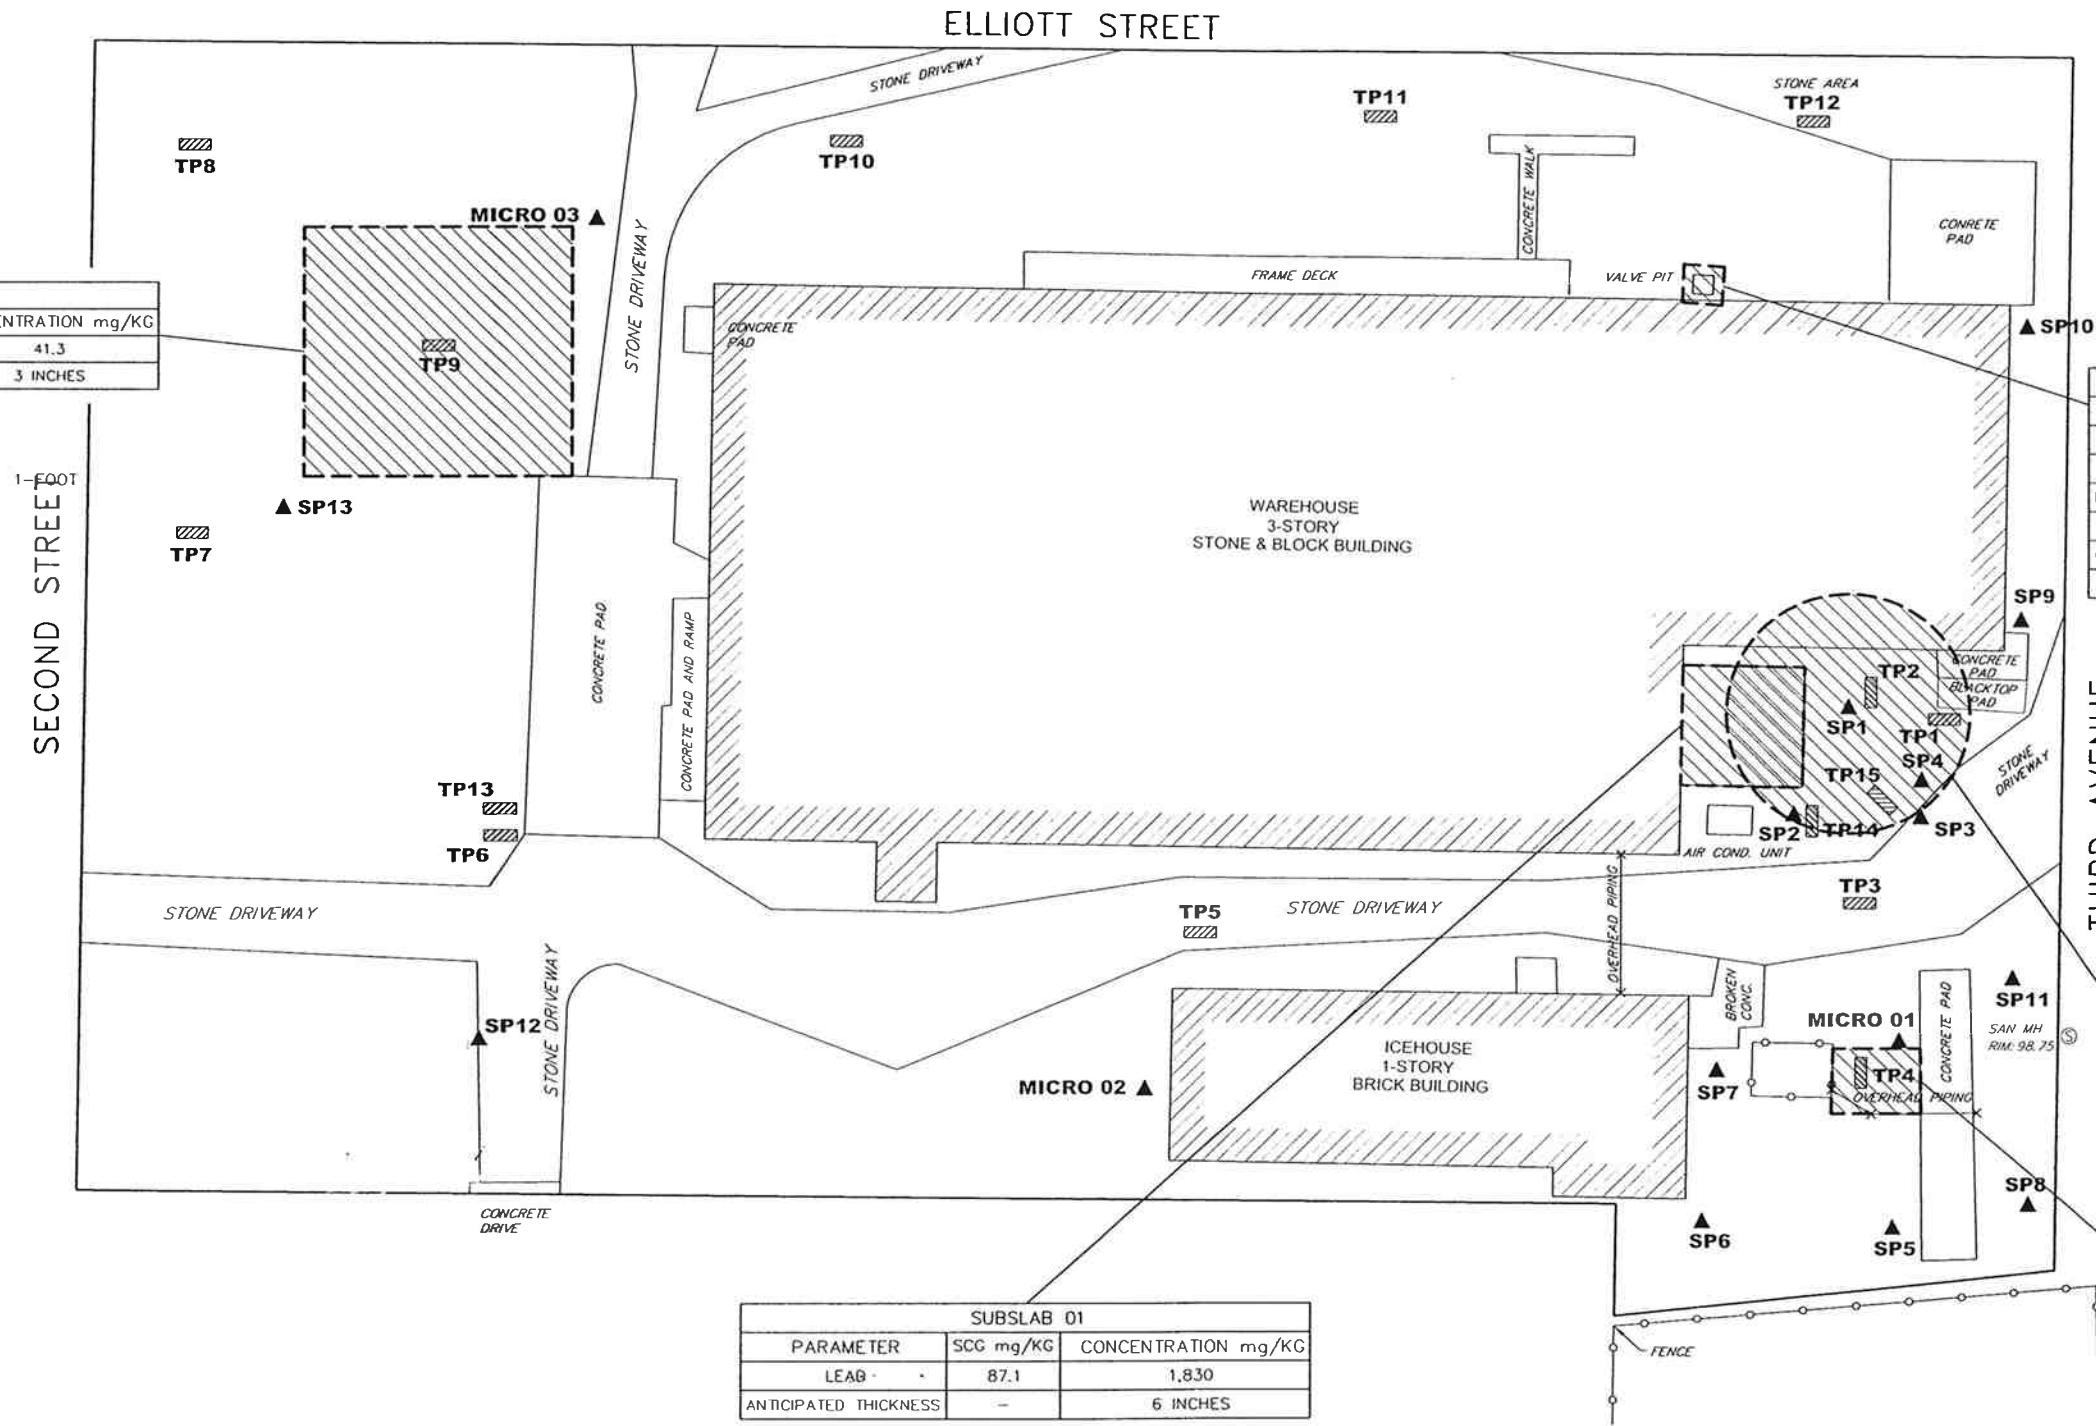 ELLIOTT STREET
STONE DRIVEWAY
STONE AREA
TP11
TP12
TP8
TP10
MICRO 03
CONCRETE WALK
CONRETE
PAD
STONE DRIVEWAY
FRAME DECK
VALVE PIT
CONCENTRATION mg/KG
41.3
3 INCHES
TP9
CONCRETE
PAD
SP10
1-FOOT
SECOND STREET
SP13
TP7
WAREHOUSE
3-STORY
STONE & BLOCK BUILDING
CONCRETE PAD
CONCRETE PAD AND RAMP
SP9
CONCRETE
PAD
BLACKTOP
PAD
TP2
SP1
TP1
SP4
TP15
STONE
DRIVEWAY
THIRD AVENUE
TP13
TP6
SP2
TP14
SP3
AIR COND. UNIT
TP3
STONE DRIVEWAY
TP5
STONE DRIVEWAY
OVERHEAD PIPING
STONE DRIVEWAY
SP12
BROKEN
CONC.
CONCRETE PAD
SP11
MICRO 01
SAN MH
RIM: 98.75
S
ICEHOUSE
1-STORY
BRICK BUILDING
MICRO 02
SP7
TP4
OVERHEAD PIPING
SP8
CONCRETE
DRIVE
SP6
SP5
FENCE
SUBSLAB 01
PARAMETER SCG mg/KG CONCENTRATION mg/KG
LEAD 87.1 1,830
ANTICIPATED THICKNESS – 6 INCHES